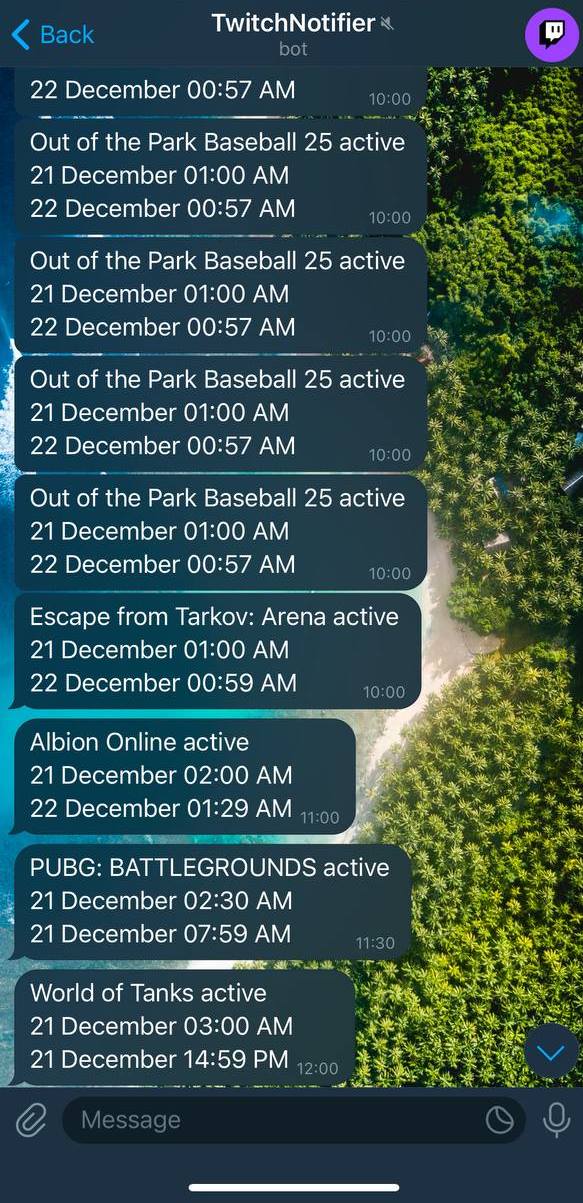 Back
TwitchNotifier
bot
22 December 00:57 AM
10:00
Out of the Park Baseball 25 active
21 December 01:00 AM
22 December 00:57 AM
10:00
Out of the Park Baseball 25 active
21 December 01:00 AM
22 December 00:57 AM
10:00
Out of the Park Baseball 25 active
21 December 01:00 AM
22 December 00:57 AM
10:00
Out of the Park Baseball 25 active
21 December 01:00 AM
22 December 00:57 AM
10:00
Escape from Tarkov: Arena active
21 December 01:00 AM
22 December 00:59 AM
10:00
Albion Online active
21 December 02:00 AM
22 December 01:29 AM
11:00
PUBG: BATTLEGROUNDS active
21 December 02:30 AM
21 December 07:59 AM
11:30
World of Tanks active
21 December 03:00 AM
21 December 14:59 PM
12:00
Message